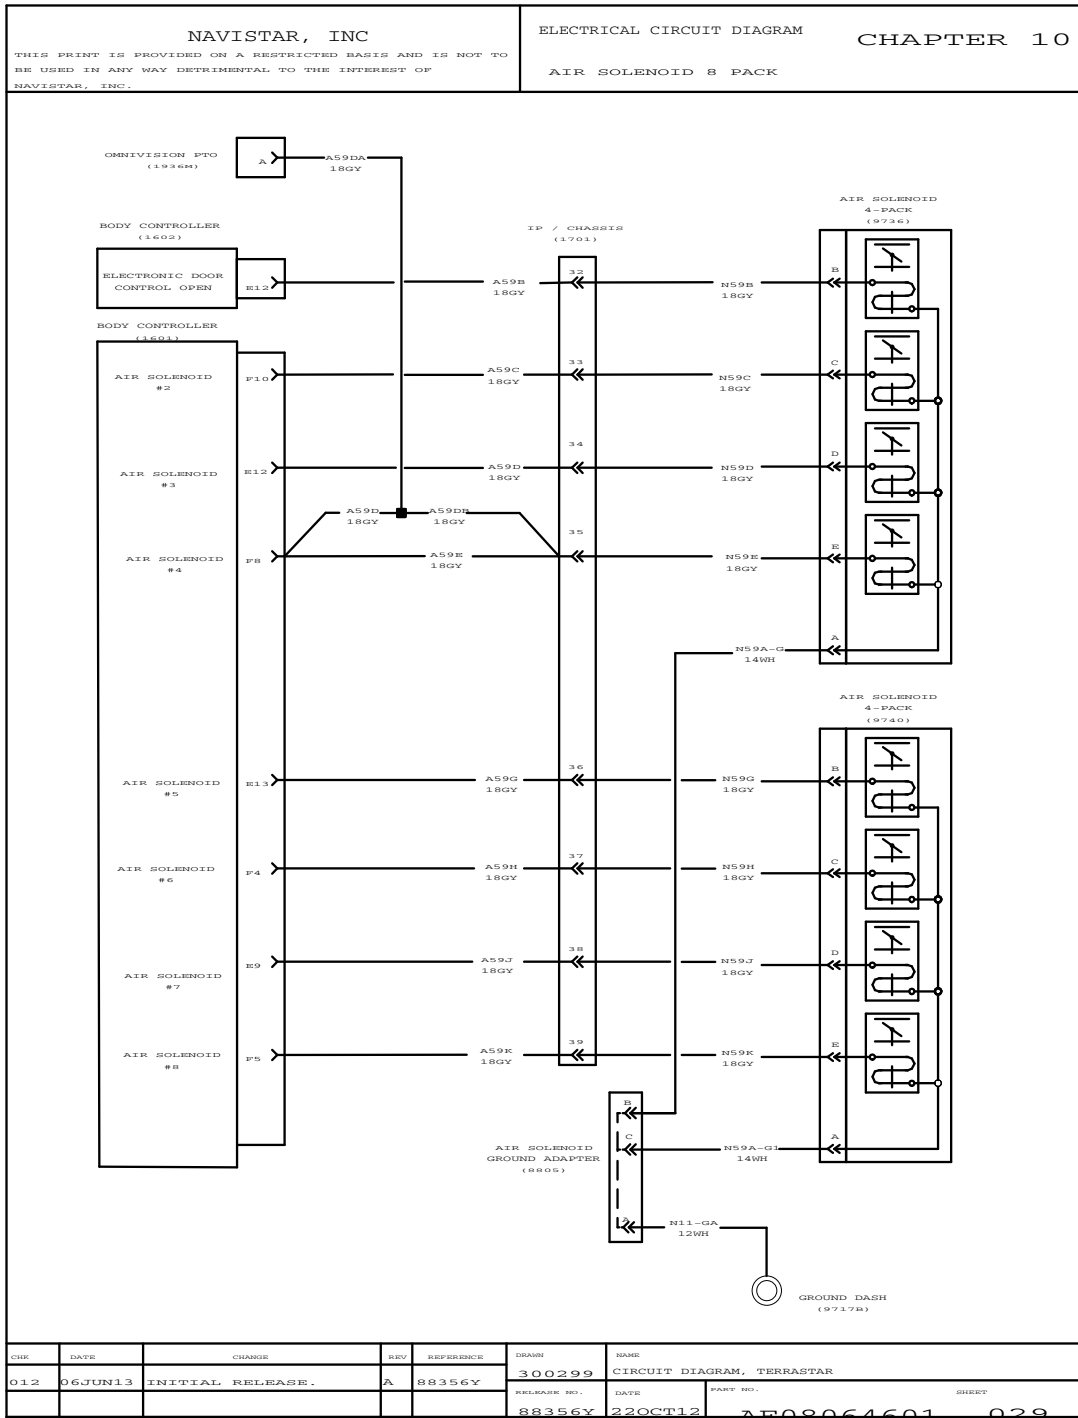 NAVISTAR, INC
THIS PRINT IS PROVIDED ON A RESTRICTED BASIS AND IS NOT TO
BE USED IN ANY WAY DETRIMENTAL TO THE INTEREST OF
NAVISTAR, INC.
ELECTRICAL CIRCUIT DIAGRAM
CHAPTER 10
AIR SOLENOID 8 PACK
OMNIVISION PTO
(1936M)
A
A59DA
18GY
BODY CONTROLLER
(1602)
ELECTRONIC DOOR
CONTROL OPEN
E12
A59B
18GY
IP / CHASSIS
(1701)
32
N59B
18GY
AIR SOLENOID
4-PACK
(9736)
B
BODY CONTROLLER
(1601)
AIR SOLENOID
#2
F10
A59C
18GY
33
N59C
18GY
C
AIR SOLENOID
#3
E12
A59D
18GY
34
N59D
18GY
D
A59D
18GY
A59DB
18GY
AIR SOLENOID
#4
F8
A59E
18GY
35
N59E
18GY
E
N59A-G
14WH
A
AIR SOLENOID
4-PACK
(9740)
AIR SOLENOID
#5
E13
A59G
18GY
36
N59G
18GY
B
AIR SOLENOID
#6
F4
A59H
18GY
37
N59H
18GY
C
AIR SOLENOID
#7
E9
A59J
18GY
38
N59J
18GY
D
AIR SOLENOID
#8
F5
A59K
18GY
39
N59K
18GY
E
AIR SOLENOID
GROUND ADAPTER
(8805)
B
C
N59A-G1
14WH
A
A
N11-GA
12WH
GROUND DASH
(9717B)
CHK DATE CHANGE REV REFERENCE
012 06JUN13 INITIAL RELEASE. A 88356Y
DRAWN
300299
NAME
CIRCUIT DIAGRAM, TERRASTAR
RELEASE NO.
88356Y
DATE
22OCT12
PART NO.
AF08064601
SHEET
029